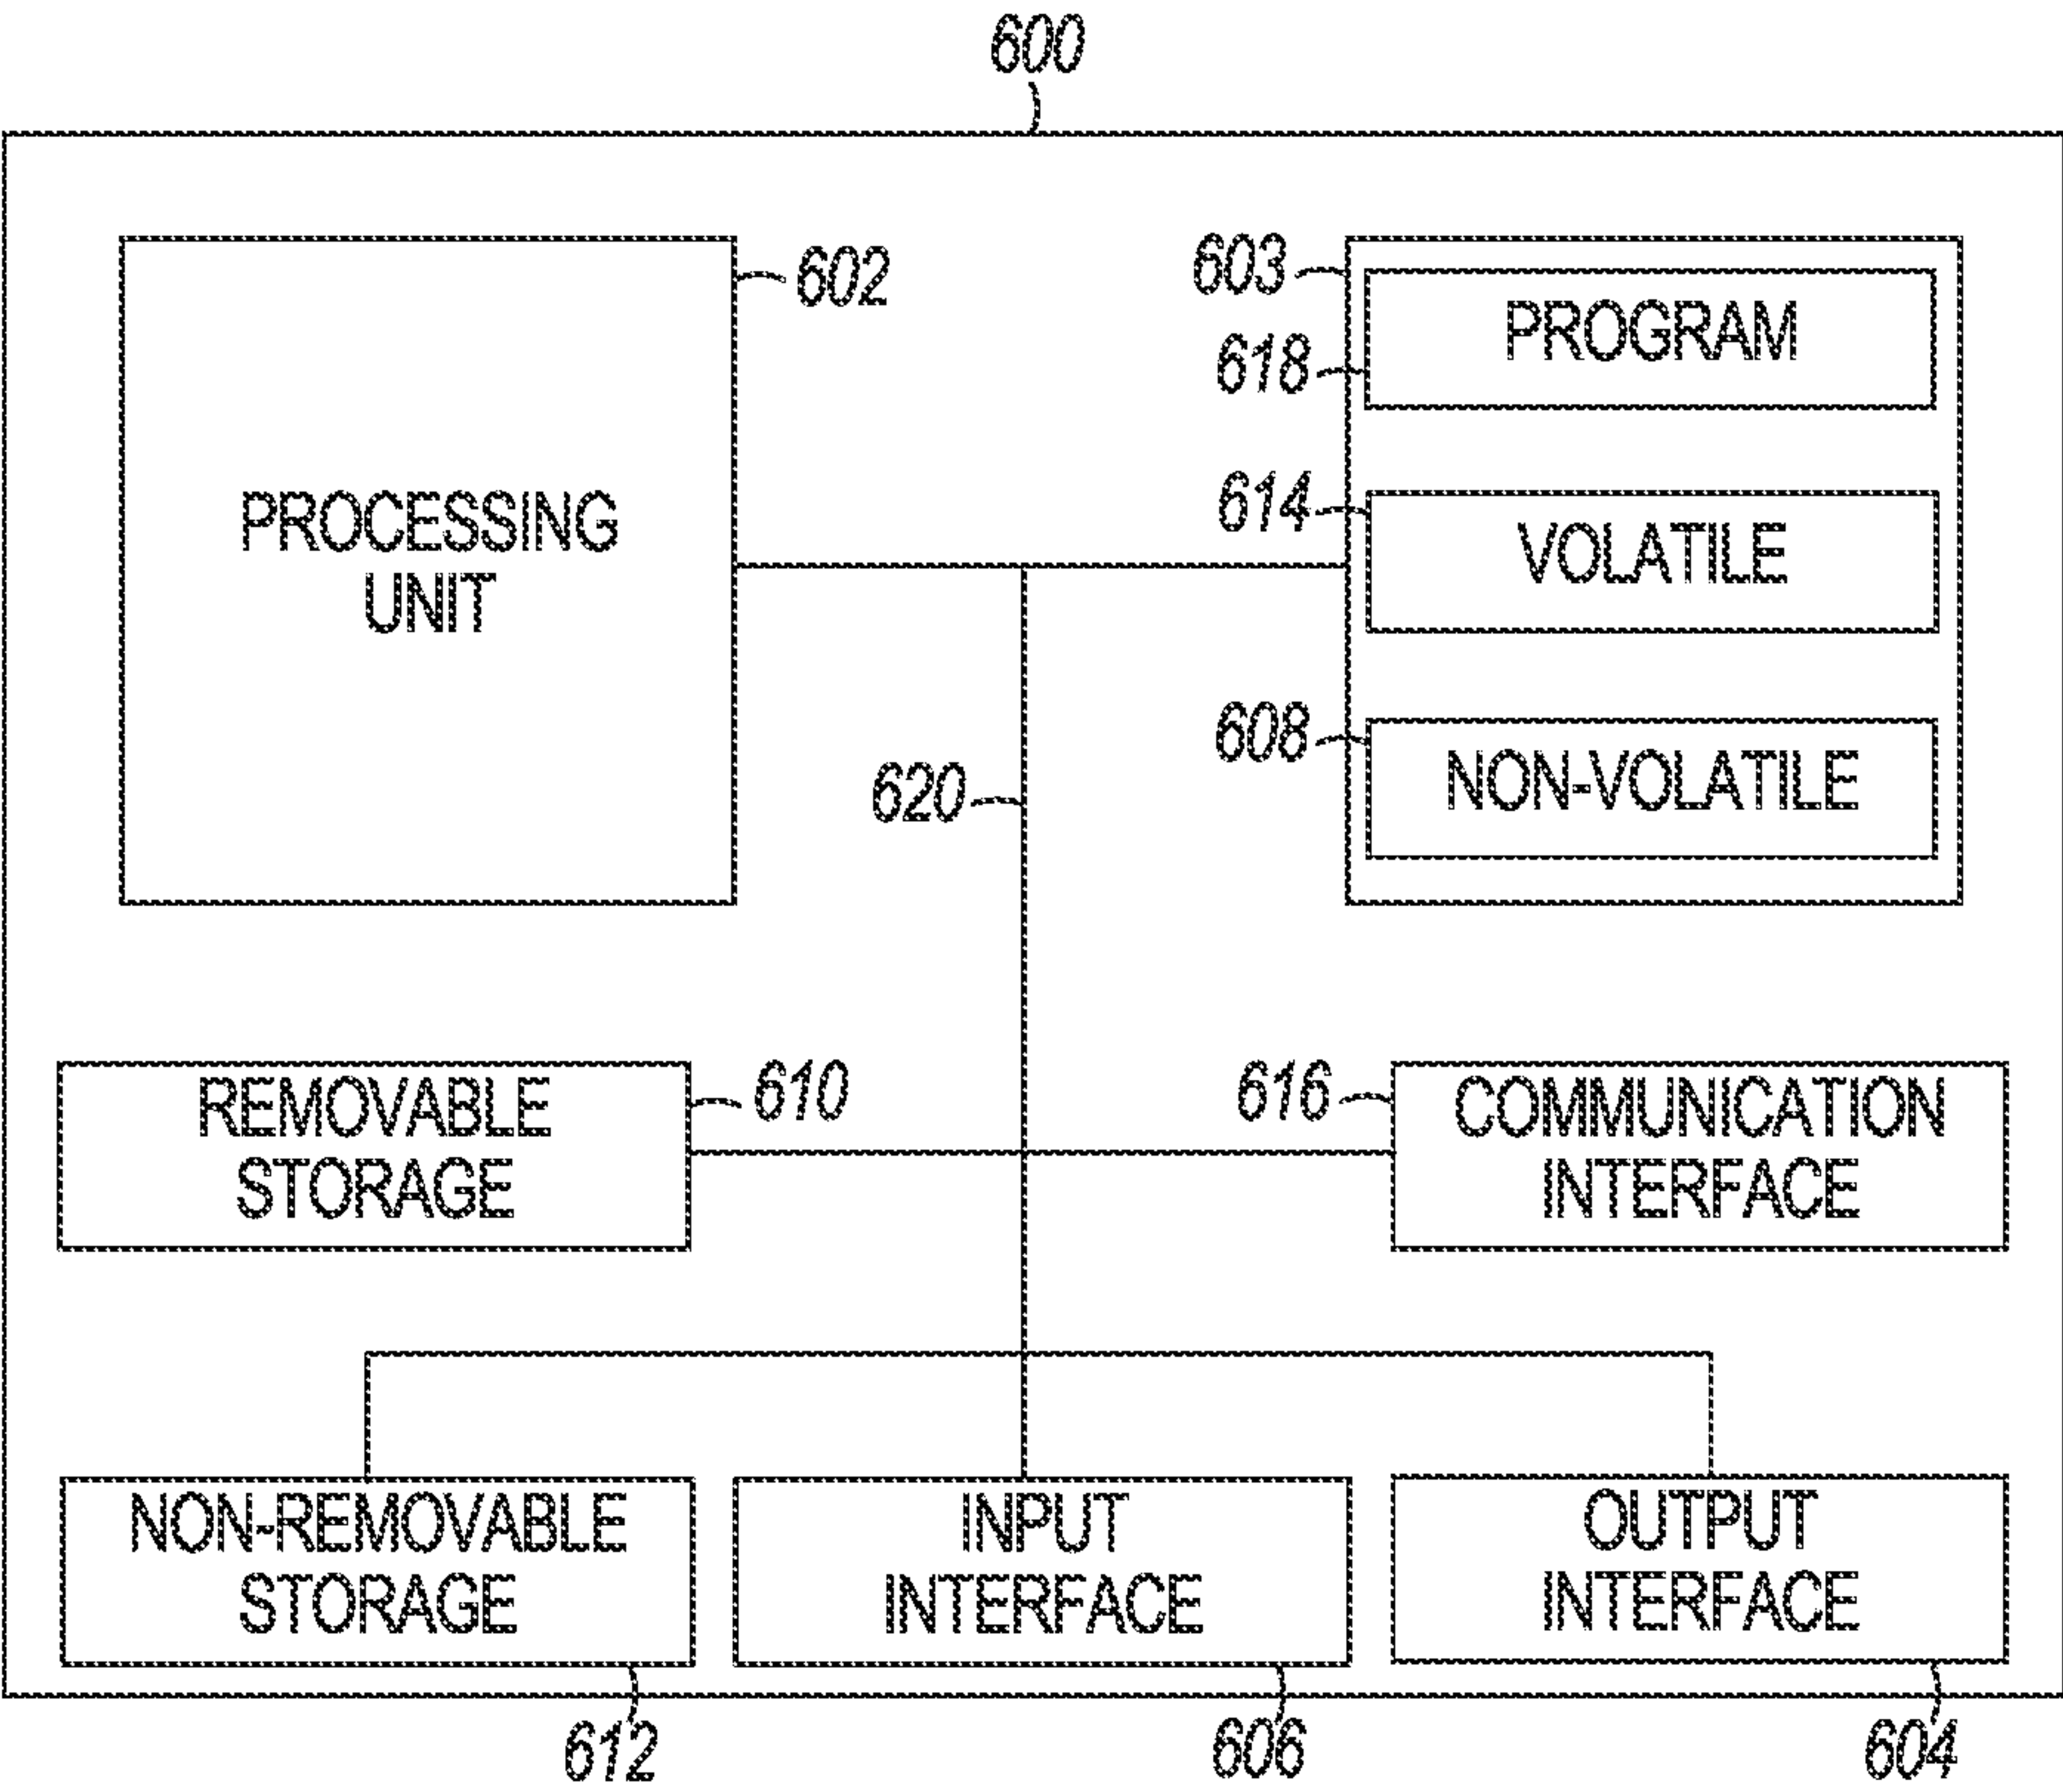 600
602
603
PROGRAM
618
PROCESSING
UNIT
614
VOLATILE
608
NON-VOLATILE
620
REMOVABLE
STORAGE
610
616
COMMUNICATION
INTERFACE
NON-REMOVABLE
STORAGE
INPUT
INTERFACE
OUTPUT
INTERFACE
612
606
604